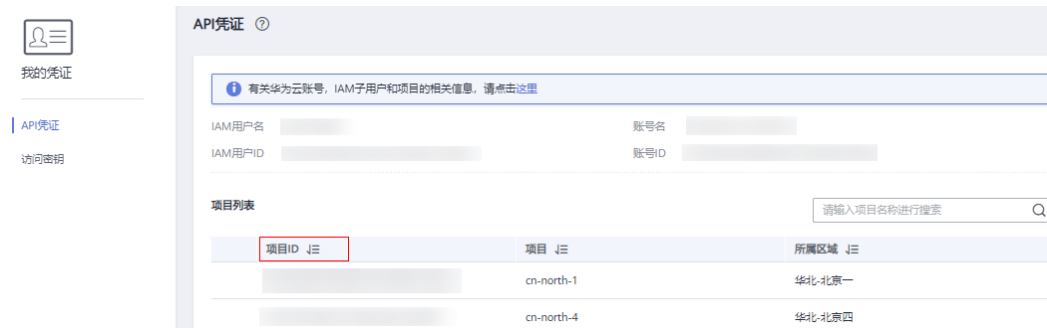 API凭证
我的凭证
有关华为云账号，IAM子用户和项目的相关信息，请点击这里
API凭证
IAM用户名 账号名
访问密钥
IAM用户ID 账号ID
项目列表
请输入项目名称进行搜索
项目ID 项目 所属区域
cn-north-1 华北-北京一
cn-north-4 华北-北京四